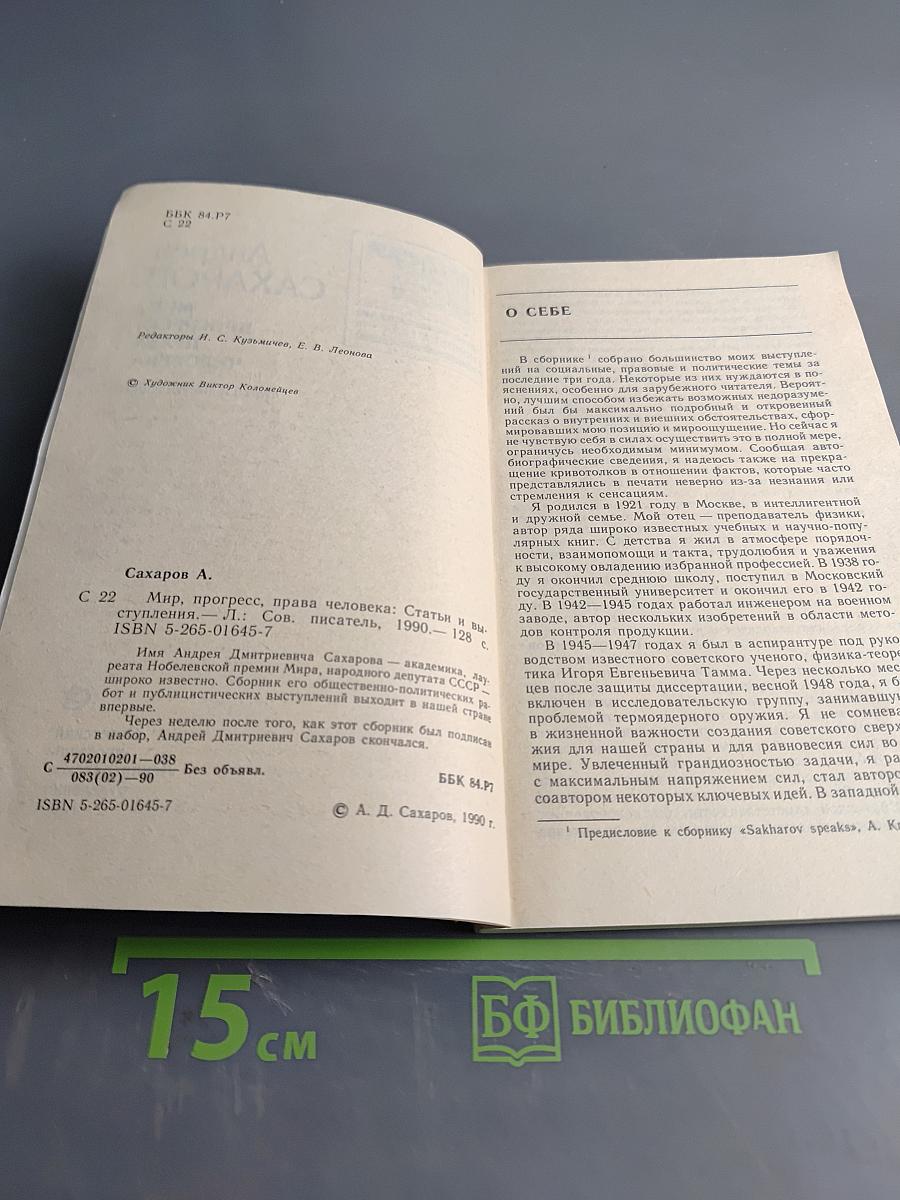 ББК 84.Р7
С 22
Редакторы И. С. Кузьмичев, Е. В. Леонова
© Художник Виктор Коломейцев
Сахаров А.
С 22 Мир, прогресс, права человека: Статьи и вы-
ступления.— Л.: Сов. писатель, 1990.— 128 с.
ISBN 5-265-01645-7
Имя Андрея Дмитриевича Сахарова — академика, лау-
реата Нобелевской премии Мира, народного депутата СССР —
широко известно. Сборник его общественно-политических ра-
бот и публицистических выступлений выходит в нашей стране
впервые.
Через неделю после того, как этот сборник был подписан
в набор, Андрей Дмитриевич Сахаров скончался.
С 4702010201—038
083(02)—90 Без объявл.
ББК 84.Р7
ISBN 5-265-01645-7
© А. Д. Сахаров, 1990 г.
О СЕБЕ
В сборнике ¹ собрано большинство моих выступле-
ний на социальные, правовые и политические темы за
последние три года. Некоторые из них нуждаются в по-
яснениях, особенно для зарубежного читателя. Вероят-
но, лучшим способом избежать возможных недоразуме-
ний был бы максимально подробный и откровенный
рассказ о внутренних и внешних обстоятельствах, сфор-
мировавших мою позицию и мироощущение. Но сейчас я
не чувствую себя в силах осуществить это в полной мере,
ограничусь необходимым минимумом. Сообщая авто-
биографические сведения, я надеюсь также на прекра-
щение кривотолков в отношении фактов, которые часто
представлялись в печати неверно из-за незнания или
стремления к сенсациям.
Я родился в 1921 году в Москве, в интеллигентной
и дружной семье. Мой отец — преподаватель физики,
автор ряда широко известных учебных и научно-попу-
лярных книг. С детства я жил в атмосфере порядоч-
ности, взаимопомощи и такта, трудолюбия и уважения
к высокому овладению избранной профессией. В 1938 го-
ду я окончил среднюю школу, поступил в Московский
государственный университет и окончил его в 1942 го-
ду. В 1942—1945 годах работал инженером на военном
заводе, автор нескольких изобретений в области мето-
дов контроля продукции.
В 1945—1947 годах я был в аспирантуре под руко
водством известного советского ученого, физика-теоре
тика Игоря Евгеньевича Тамма. Через несколько мес
цев после защиты диссертации, весной 1948 года, я б
включен в исследовательскую группу, занимавшую
проблемой термоядерного оружия. Я не сомнева
в жизненной важности создания советского сверх
жия для нашей страны и для равновесия сил во
мире. Увлеченный грандиозностью задачи, я ра
с максимальным напряжением сил, стал авторо
соавтором некоторых ключевых идей. В западной
¹ Предисловие к сборнику «Sakharov speaks», A. Kn
15 см
БФ БИБЛИОФАН